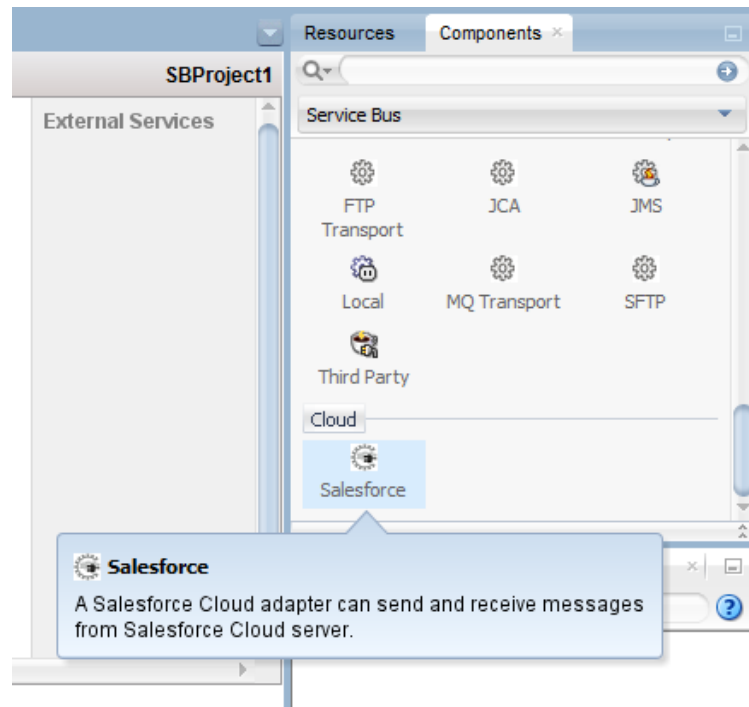 Resources Components
SBProject1
External Services
Service Bus
FTP
Transport
JCA
JMS
Local
MQ Transport
SFTP
Third Party
Cloud
Salesforce
Salesforce
A Salesforce Cloud adapter can send and receive messages
from Salesforce Cloud server.